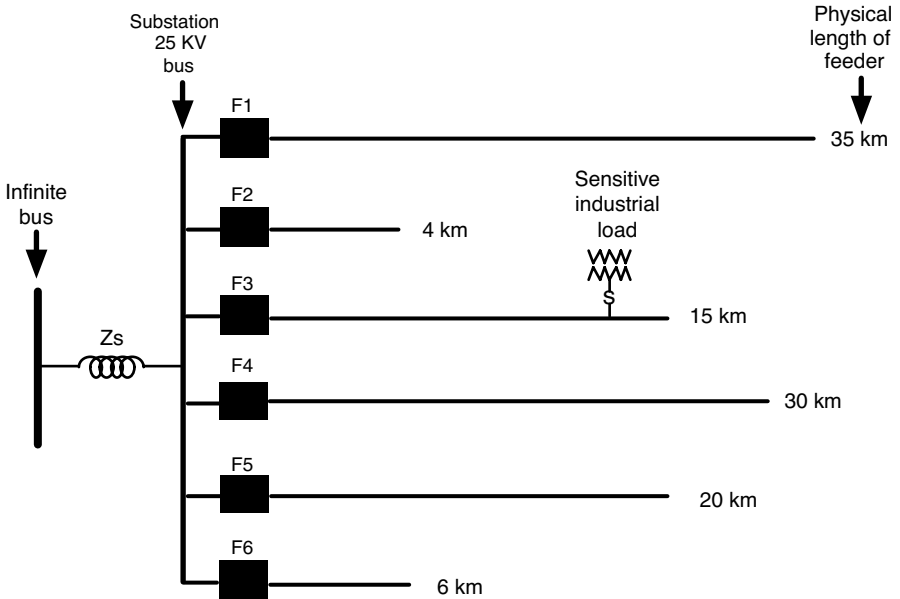 Substation
25 KV
bus
Physical
length of
feeder
F1
35 km
Infinite
bus
F2
4 km
Sensitive
industrial
load
S
F3
15 km
Zs
F4
30 km
F5
20 km
F6
6 km